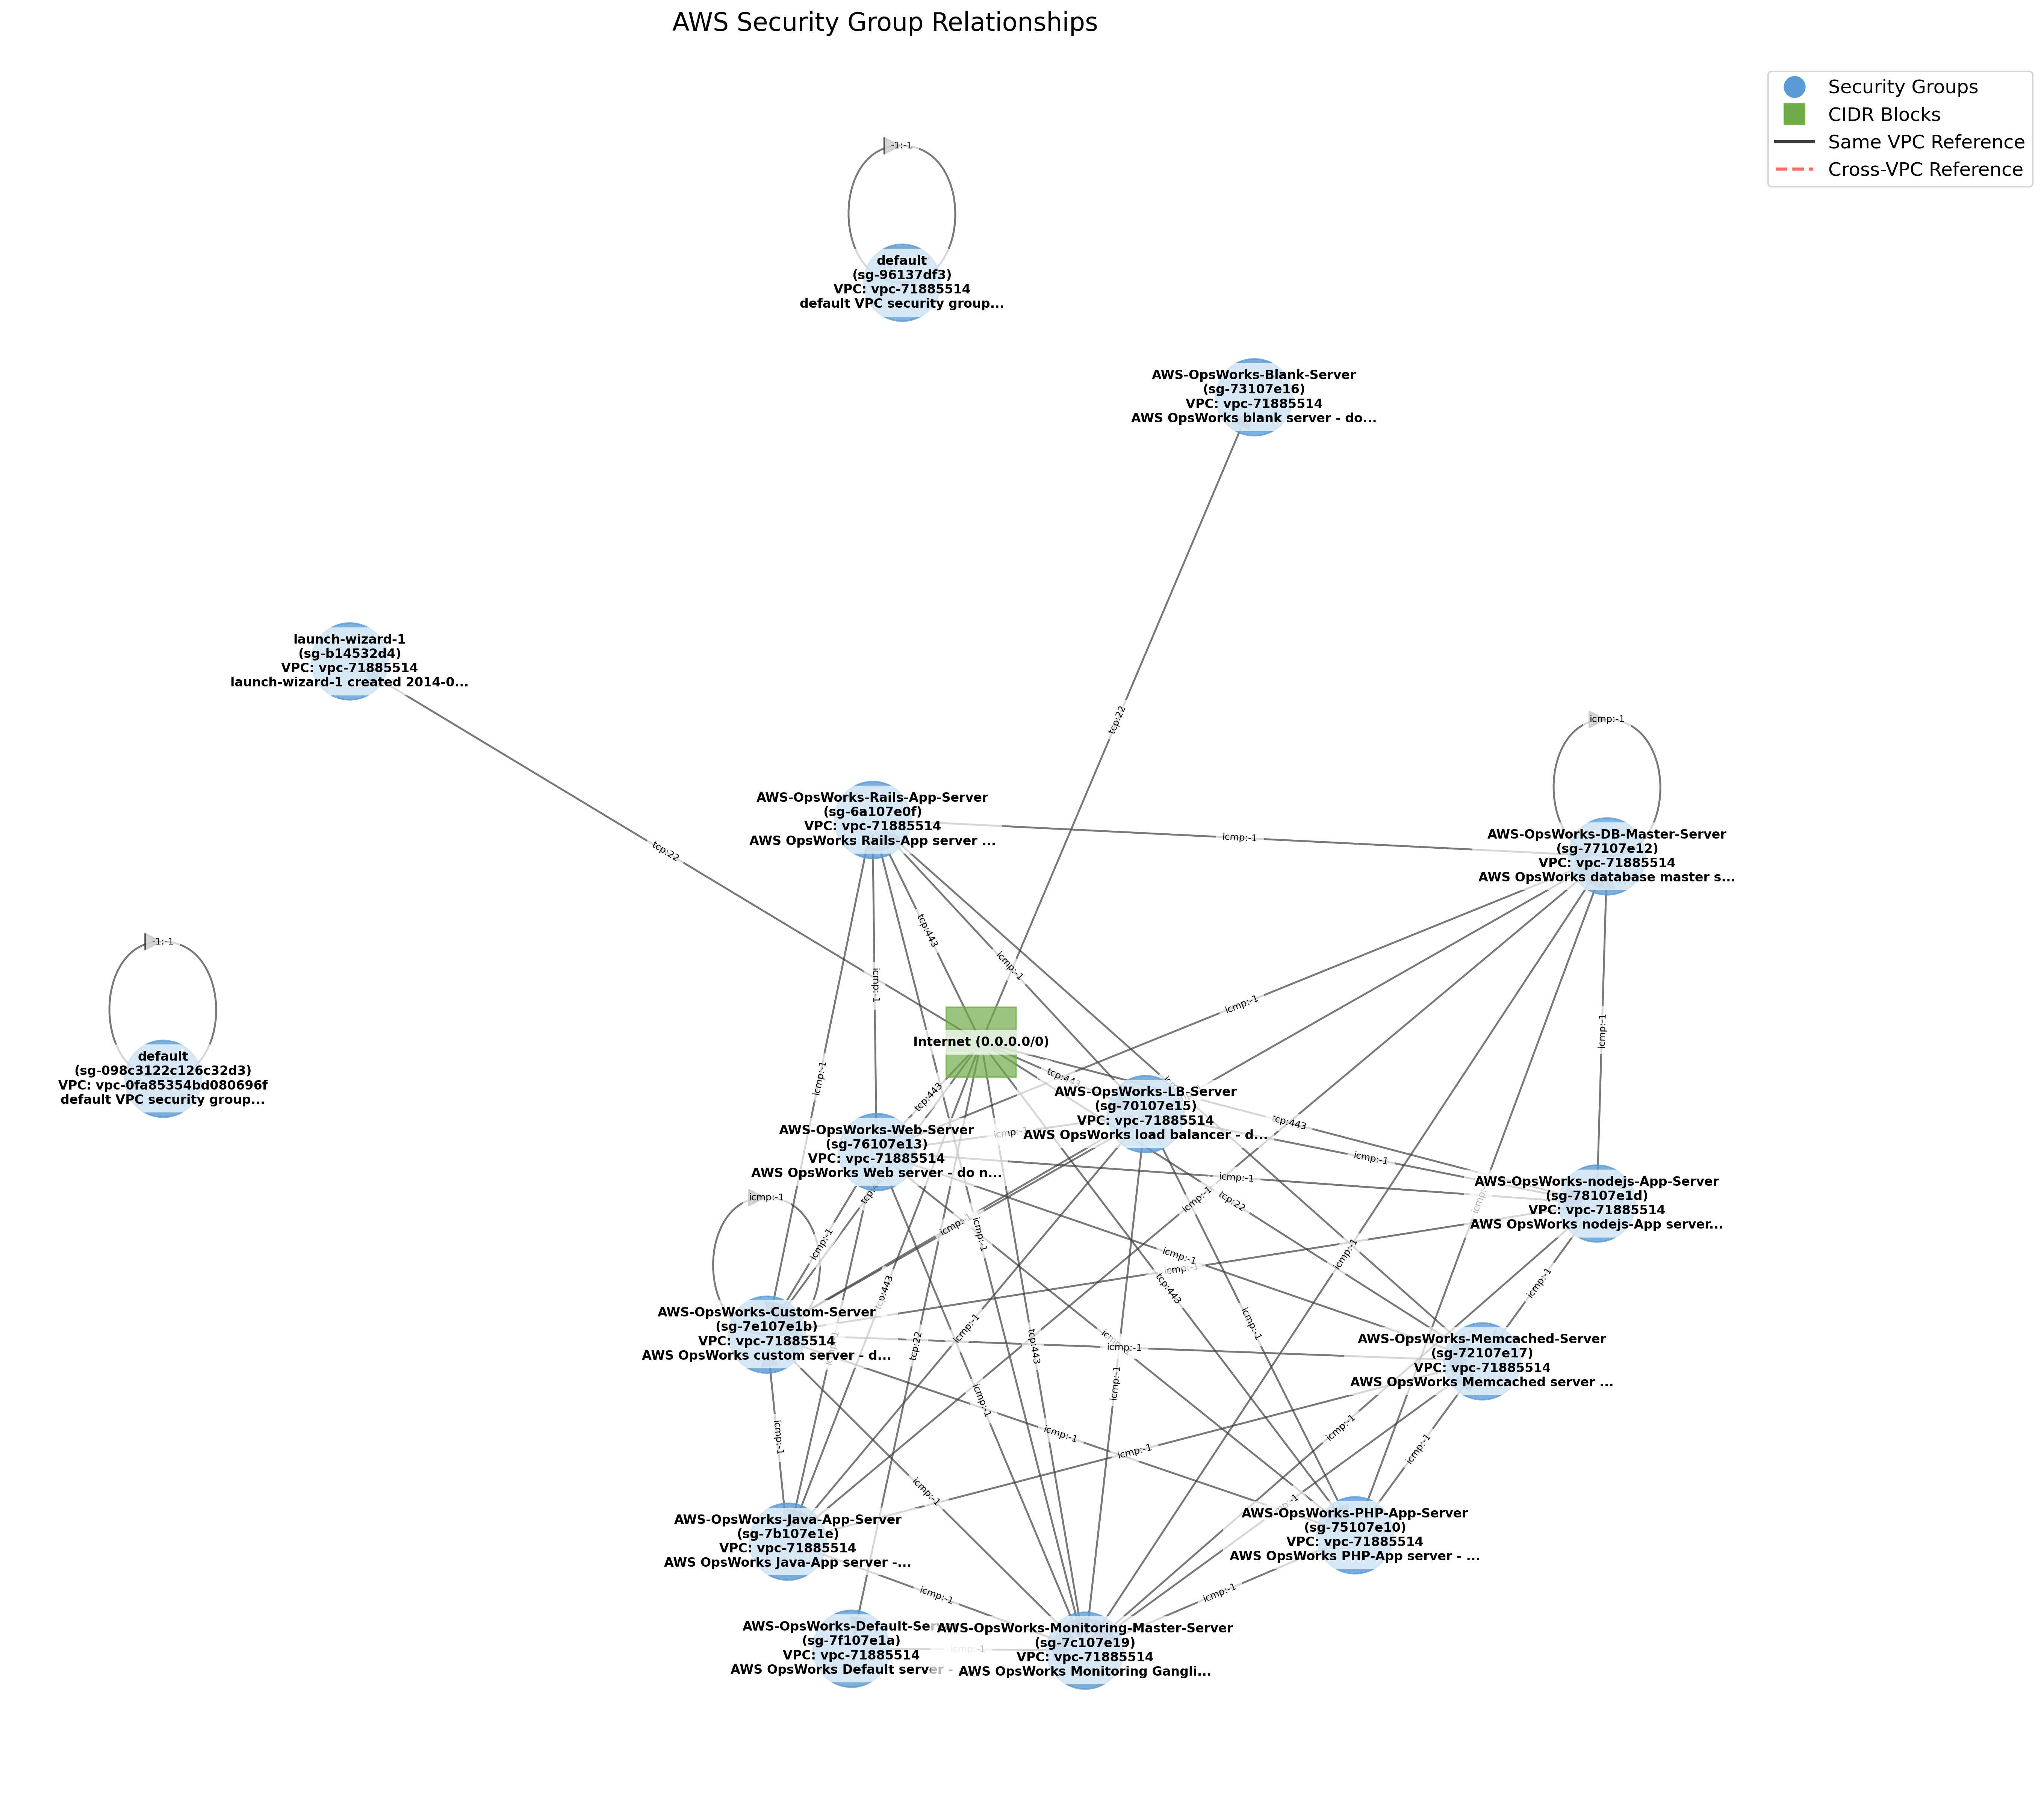 AWS Security Group Relationships
Security Groups
CIDR Blocks
Same VPC Reference
Cross-VPC Reference
-1:-1
default
(sg-96137df3)
VPC: vpc-71885514
default VPC security group...
AWS-OpsWorks-Blank-Server
(sg-73107e16)
VPC: vpc-71885514
AWS OpsWorks blank server - do...
launch-wizard-1
(sg-b14532d4)
VPC: vpc-71885514
launch-wizard-1 created 2014-0...
tcp:22
tcp:22
icmp:-1
AWS-OpsWorks-Rails-App-Server
(sg-6a107e0f)
VPC: vpc-71885514
AWS OpsWorks Rails-App server ...
icmp:-1
AWS-OpsWorks-DB-Master-Server
(sg-77107e12)
VPC: vpc-71885514
AWS OpsWorks database master s...
tcp:443
icmp:-1
icmp:-1
icmp:-1
icmp:-1
-1:-1
default
(sg-098c3122c126c32d3)
VPC: vpc-0fa85354bd080696f
default VPC security group...
Internet (0.0.0.0/0)
icmp:-1
tcp:443
tcp:443
AWS-OpsWorks-LB-Server
(sg-70107e15)
VPC: vpc-71885514
AWS OpsWorks load balancer - d...
tcp:443
AWS-OpsWorks-Web-Server
(sg-76107e13)
VPC: vpc-71885514
AWS OpsWorks Web server - do n...
icmp
icmp:-1
icmp:-1
AWS-OpsWorks-nodejs-App-Server
(sg-78107e1d)
VPC: vpc-71885514
AWS OpsWorks nodejs-App server...
icmp:-1
icmp:-1
tcp:22
icmp:-1
icmp:-1
icmp:-1
icmp:-1
icmp:-1
icmp:-1
icmp:-1
tcp:443
tcp:443
icmp:-1
AWS-OpsWorks-Custom-Server
(sg-7e107e1b)
VPC: vpc-71885514
AWS OpsWorks custom server - d...
icmp:-1
icmp:-1
tcp:22
tcp:443
icmp:-1
AWS-OpsWorks-Memcached-Server
(sg-72107e17)
VPC: vpc-71885514
AWS OpsWorks Memcached server ...
icmp:-1
icmp:-1
icmp:-1
icmp:-1
icmp:-1
icmp:-1
icmp:-1
icmp:-1
icmp:-1
AWS-OpsWorks-Java-App-Server
(sg-7b107e1e)
VPC: vpc-71885514
AWS OpsWorks Java-App server -...
AWS-OpsWorks-PHP-App-Server
(sg-75107e10)
VPC: vpc-71885514
AWS OpsWorks PHP-App server - ...
icmp:-1
icmp:-1
AWS-OpsWorks-Default-Server
(sg-7f107e1a)
VPC: vpc-71885514
AWS OpsWorks Default server -
icmp:-1
AWS-OpsWorks-Monitoring-Master-Server
(sg-7c107e19)
VPC: vpc-71885514
AWS OpsWorks Monitoring Gangli...